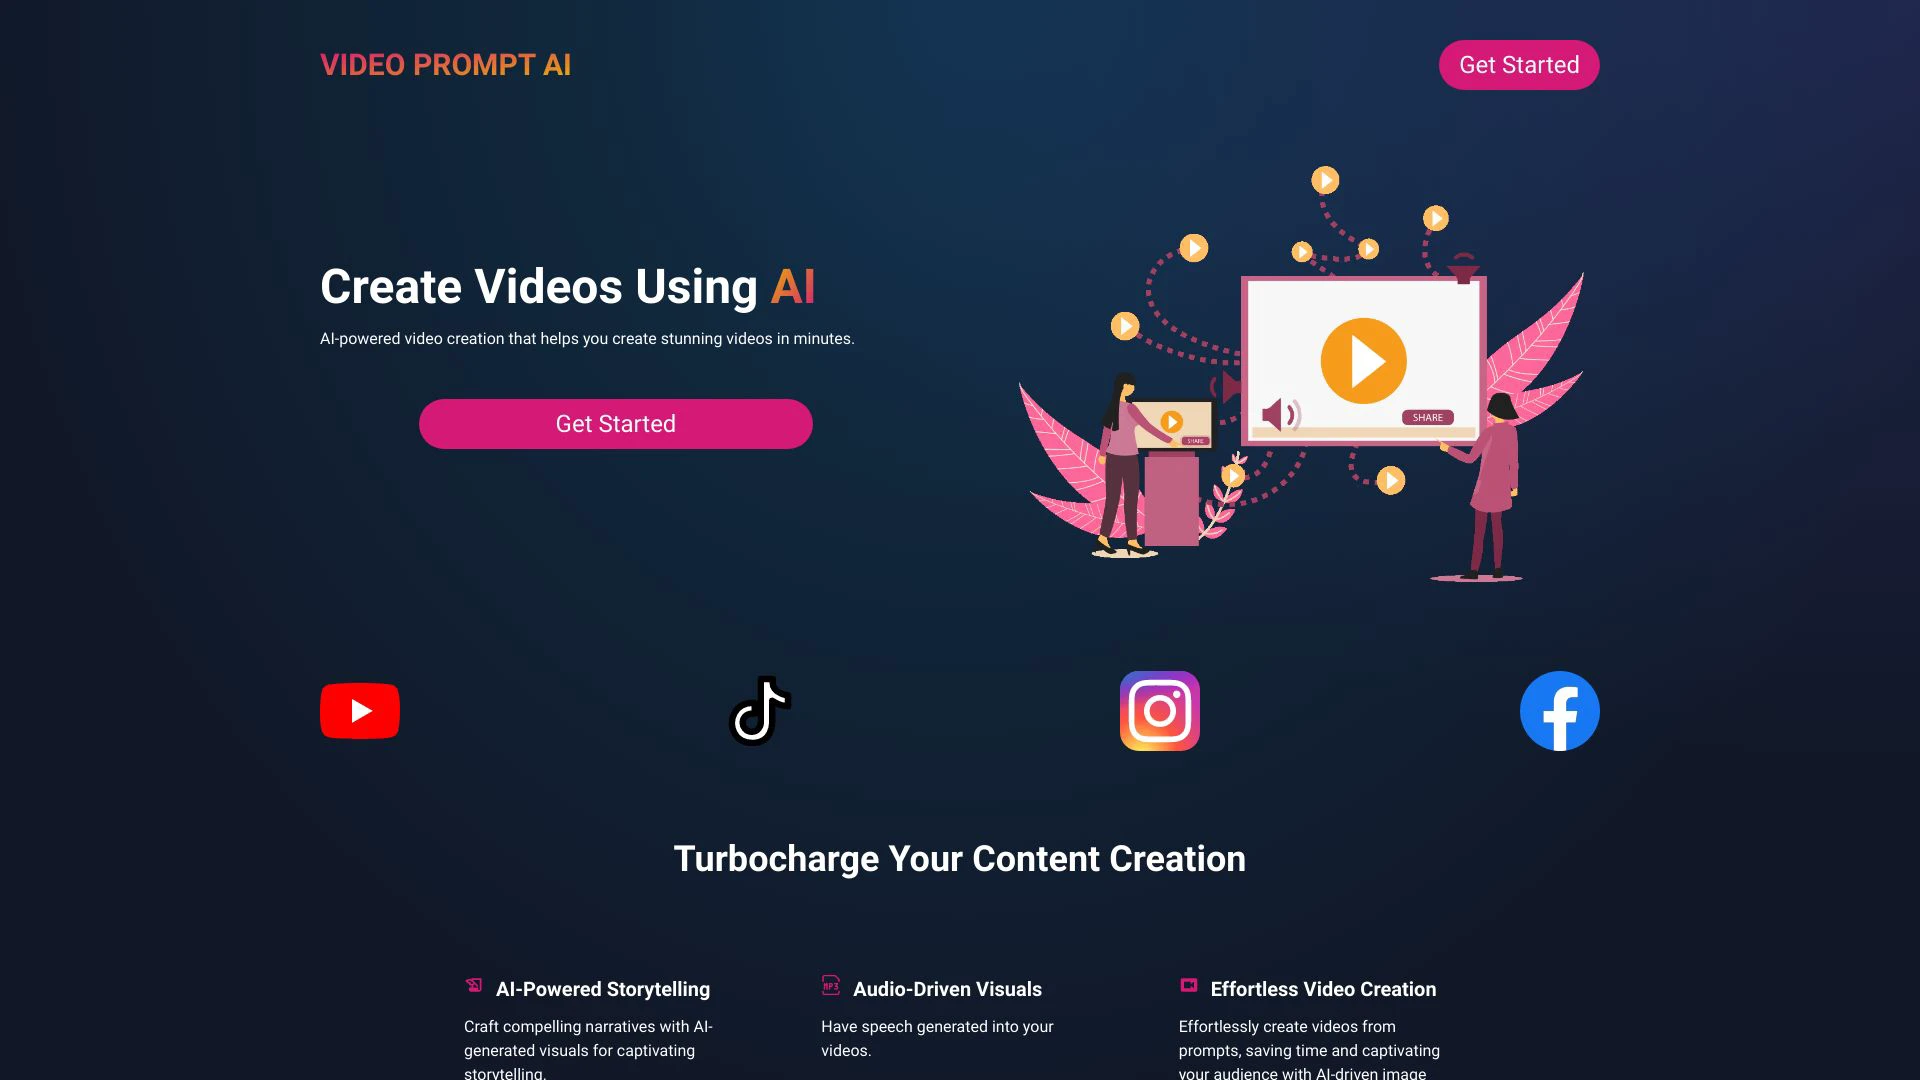 VIDEO PROMPT AI
Get Started
Create Videos Using AI
AI-powered video creation that helps you create stunning videos in minutes.
Get Started
SHARE
SHARE
Turbocharge Your Content Creation
AI-Powered Storytelling
Craft compelling narratives with AI-
generated visuals for captivating
storytelling.
MP3
Audio-Driven Visuals
Have speech generated into your
videos.
Effortless Video Creation
Effortlessly create videos from
prompts, saving time and captivating
your audience with AI-driven image